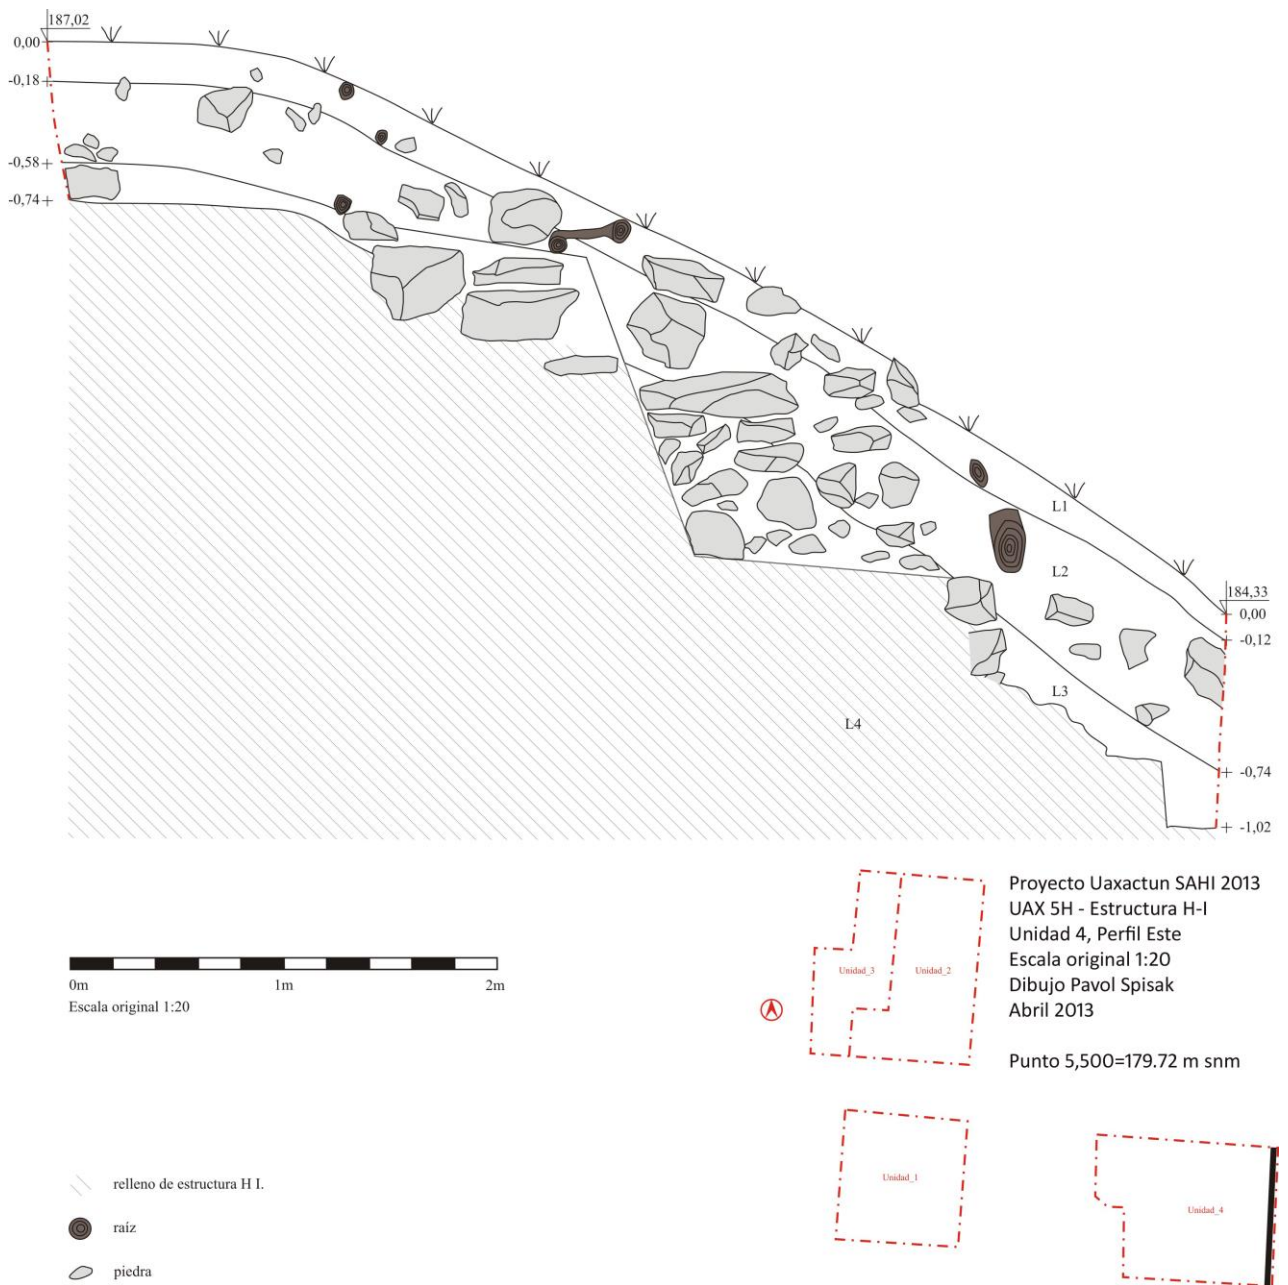 187,02
0,00
-0,18
-0,58
-0,74
L1
L2
184,33
0,00
-0,12
L3
L4
-0,74
-1,02
Proyecto Uaxactun SAHI 2013
UAX 5H - Estructura H-I
Unidad 4, Perfil Este
Escala original 1:20
Dibujo Pavol Spisak
Abril 2013
Punto 5,500=179.72 m snm
0m 1m 2m
Escala original 1:20
Unidad_3 Unidad_2
Unidad_1
Unidad_4
relleno de estructura H I.
raíz
piedra